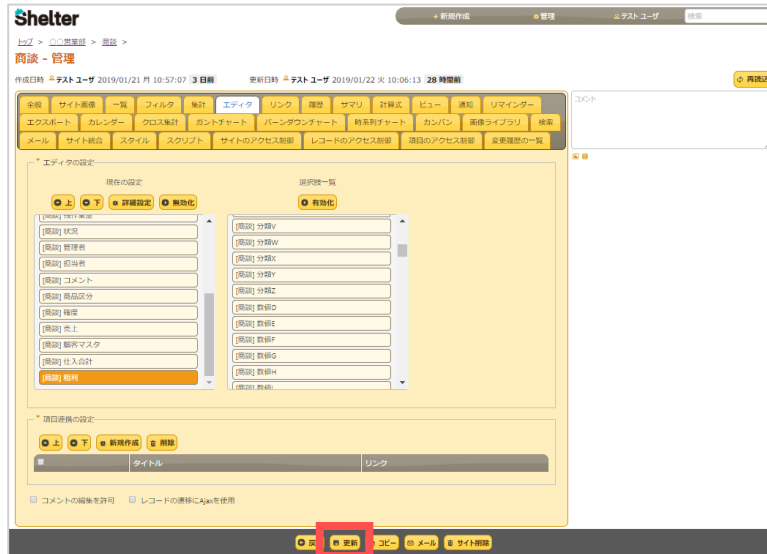 Shelter
+ 新規作成 管理 テスト ユーザ 検索
トップ > 〇〇営業部 > 商談 >
商談 - 管理
作成日時 テスト ユーザ 2019/01/21 月 10:57:07 3 日前 更新日時 テスト ユーザ 2019/01/22 火 10:06:13 28 時間前
再読込
全般 サイト画像 一覧 フィルタ 集計 エディタ リンク 履歴 サマリ 計算式 ビュー 通知 リマインダー
コメント
エクスポート カレンダー クロス集計 ガントチャート バーンダウンチャート 時系列チャート カンバン 画像ライブラリ 検索
メール サイト統合 スタイル スクリプト サイトのアクセス制御 レコードのアクセス制御 項目のアクセス制御 変更履歴の一覧
エディタの設定
現在の設定 選択肢一覧
上 下 詳細設定 無効化 有効化
[商談] 状況
[商談] 管理者
[商談] 担当者
[商談] コメント
[商談] 商品区分
[商談] 確度
[商談] 売上
[商談] 顧客マスタ
[商談] 仕入合計
[商談] 粗利
[商談] 分類V
[商談] 分類W
[商談] 分類X
[商談] 分類Y
[商談] 分類Z
[商談] 数値D
[商談] 数値E
[商談] 数値F
[商談] 数値G
[商談] 数値H
項目連携の設定
上 下 新規作成 削除
タイトル リンク
コメントの編集を許可 レコードの遷移にAjaxを使用
更新 コピー メール サイト削除